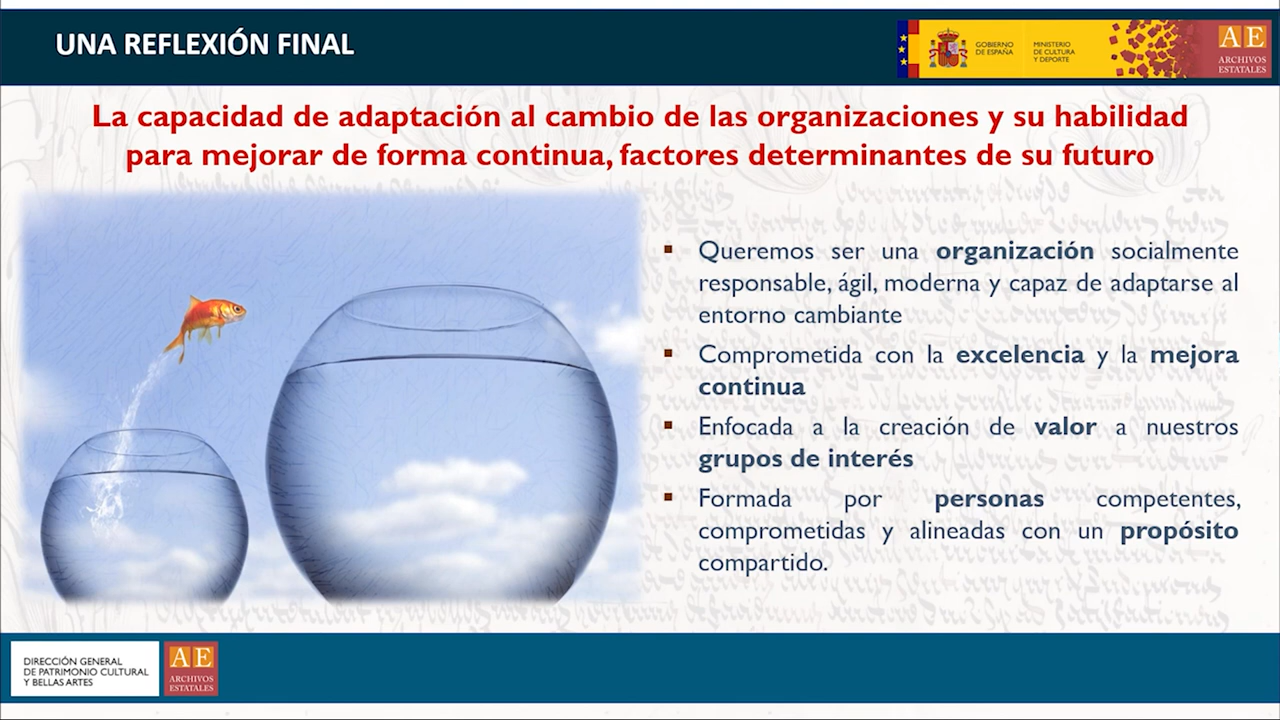 UNA REFLEXIÓN FINAL
GOBIERNO
DE ESPAÑA
MINISTERIO
DE CULTURA
Y DEPORTE
AE
ARCHIVOS
ESTATALES
La capacidad de adaptación al cambio de las organizaciones y su habilidad
para mejorar de forma continua, factores determinantes de su futuro
▪ Queremos ser una organización socialmente
responsable, ágil, moderna y capaz de adaptarse al
entorno cambiante
▪ Comprometida con la excelencia y la mejora
continua
▪ Enfocada a la creación de valor a nuestros
grupos de interés
▪ Formada por personas competentes,
comprometidas y alineadas con un propósito
compartido.
DIRECCIÓN GENERAL
DE PATRIMONIO CULTURAL
Y BELLAS ARTES
AE
ARCHIVOS
ESTATALES